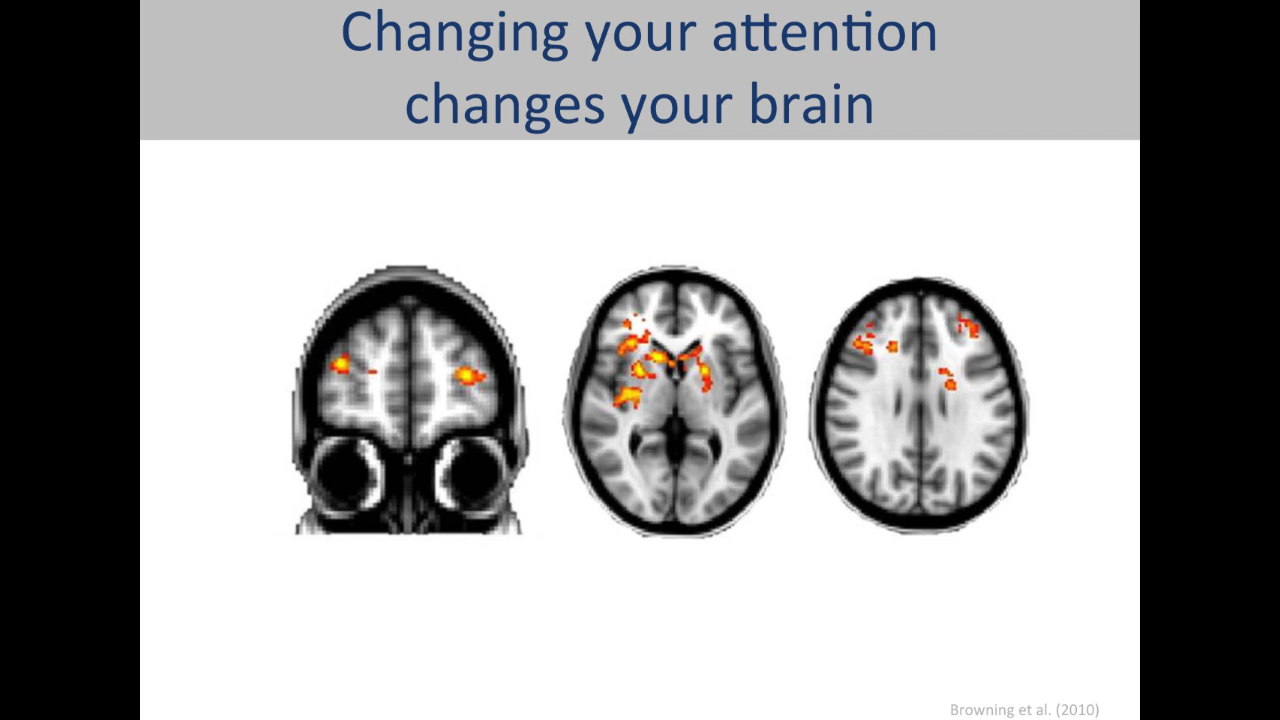 Changing your attention
changes your brain
Browning et al. (2010)